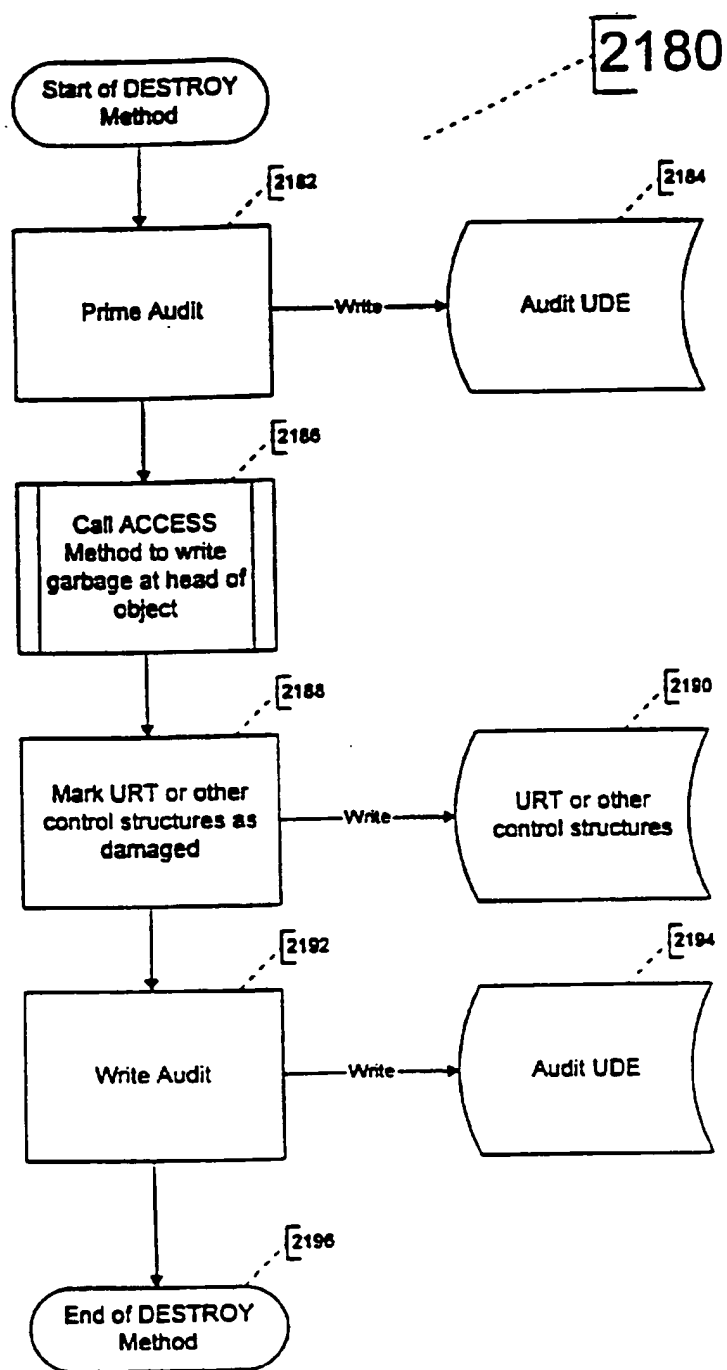 2180
Start of DESTROY
Method
2182
2184
Prime Audit
Write
Audit UDE
2186
Call ACCESS
Method to write
garbage at head of
object
2188
2190
Mark URT or other
control structures as
damaged
Write
URT or other
control structures
2192
2194
Write Audit
Write
Audit UDE
2196
End of DESTROY
Method